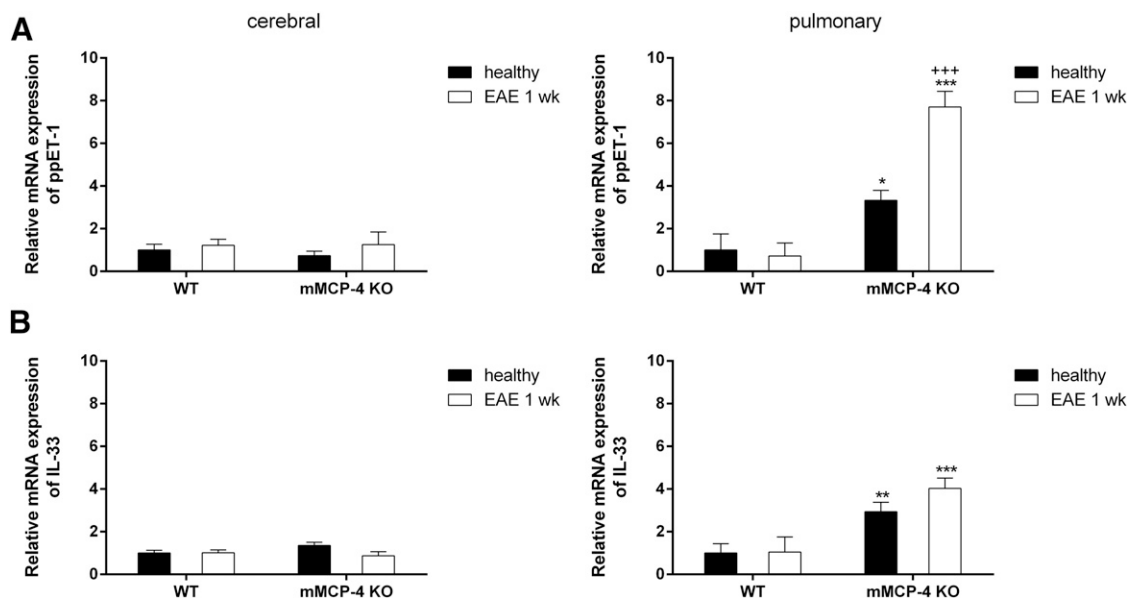 A
cerebral
pulmonary
Relative mRNA expression
of ppET-1
10
8
6
4
2
0
WT
mMCP-4 KO
healthy
EAE 1 wk
Relative mRNA expression
of ppET-1
10
8
6
4
2
0
*
+++
***
WT
mMCP-4 KO
healthy
EAE 1 wk
B
Relative mRNA expression
of IL-33
10
8
6
4
2
0
WT
mMCP-4 KO
healthy
EAE 1 wk
Relative mRNA expression
of IL-33
10
8
6
4
2
0
**
***
WT
mMCP-4 KO
healthy
EAE 1 wk